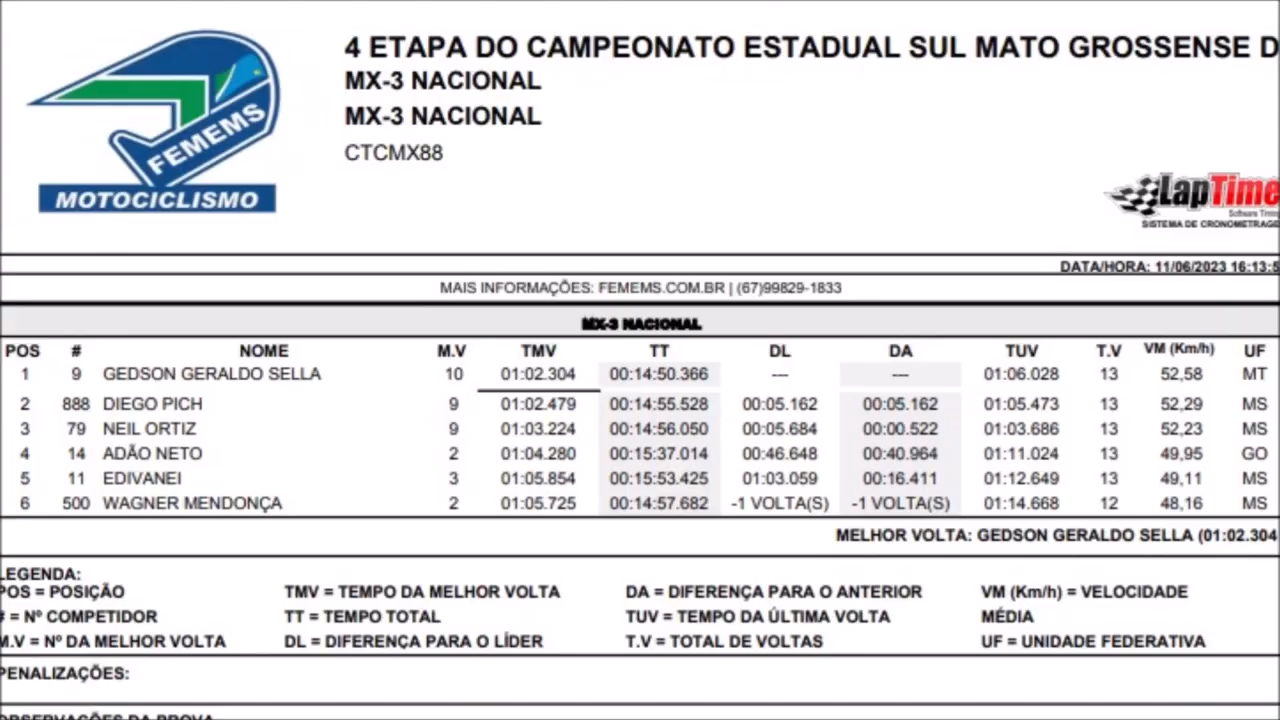 FEMEMS
MOTOCICLISMO
4 ETAPA DO CAMPEONATO ESTADUAL SUL MATO GROSSENSE D
MX-3 NACIONAL
MX-3 NACIONAL
CTCMX88
LapTime
SISTEMA DE CRONOMETRAGE
DATA/HORA: 11/06/2023 16:13:5
MAIS INFORMAÇÕES: FEMEMS.COM.BR | (67)99829-1833
MX-3 NACIONAL
POS # NOME M.V TMV TT DL DA TUV T.V VM (Km/h) UF
1 9 GEDSON GERALDO SELLA 10 01:02.304 00:14:50.366 --- --- 01:06.028 13 52,58 MT
2 888 DIEGO PICH 9 01:02.479 00:14:55.528 00:05.162 00:05.162 01:05.473 13 52,29 MS
3 79 NEIL ORTIZ 9 01:03.224 00:14:56.050 00:05.684 00:00.522 01:03.686 13 52,23 MS
4 14 ADÃO NETO 2 01:04.280 00:15:37.014 00:46.648 00:40.964 01:11.024 13 49,95 GO
5 11 EDIVANEI 3 01:05.854 00:15:53.425 01:03.059 00:16.411 01:12.649 13 49,11 MS
6 500 WAGNER MENDONÇA 2 01:05.725 00:14:57.682 -1 VOLTA(S) -1 VOLTA(S) 01:14.668 12 48,16 MS
MELHOR VOLTA: GEDSON GERALDO SELLA (01:02.304
LEGENDA:
POS = POSIÇÃO TMV = TEMPO DA MELHOR VOLTA DA = DIFERENÇA PARA O ANTERIOR VM (Km/h) = VELOCIDADE
# = Nº COMPETIDOR TT = TEMPO TOTAL TUV = TEMPO DA ÚLTIMA VOLTA MÉDIA
M.V = Nº DA MELHOR VOLTA DL = DIFERENÇA PARA O LÍDER T.V = TOTAL DE VOLTAS UF = UNIDADE FEDERATIVA
PENALIZAÇÕES:
OBSERVAÇÕES DA PROVA